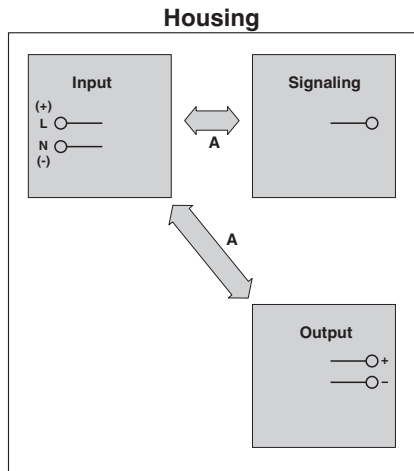 Housing
Input
Signaling
(+)
L
A
N
(-)
A
Output
+
–